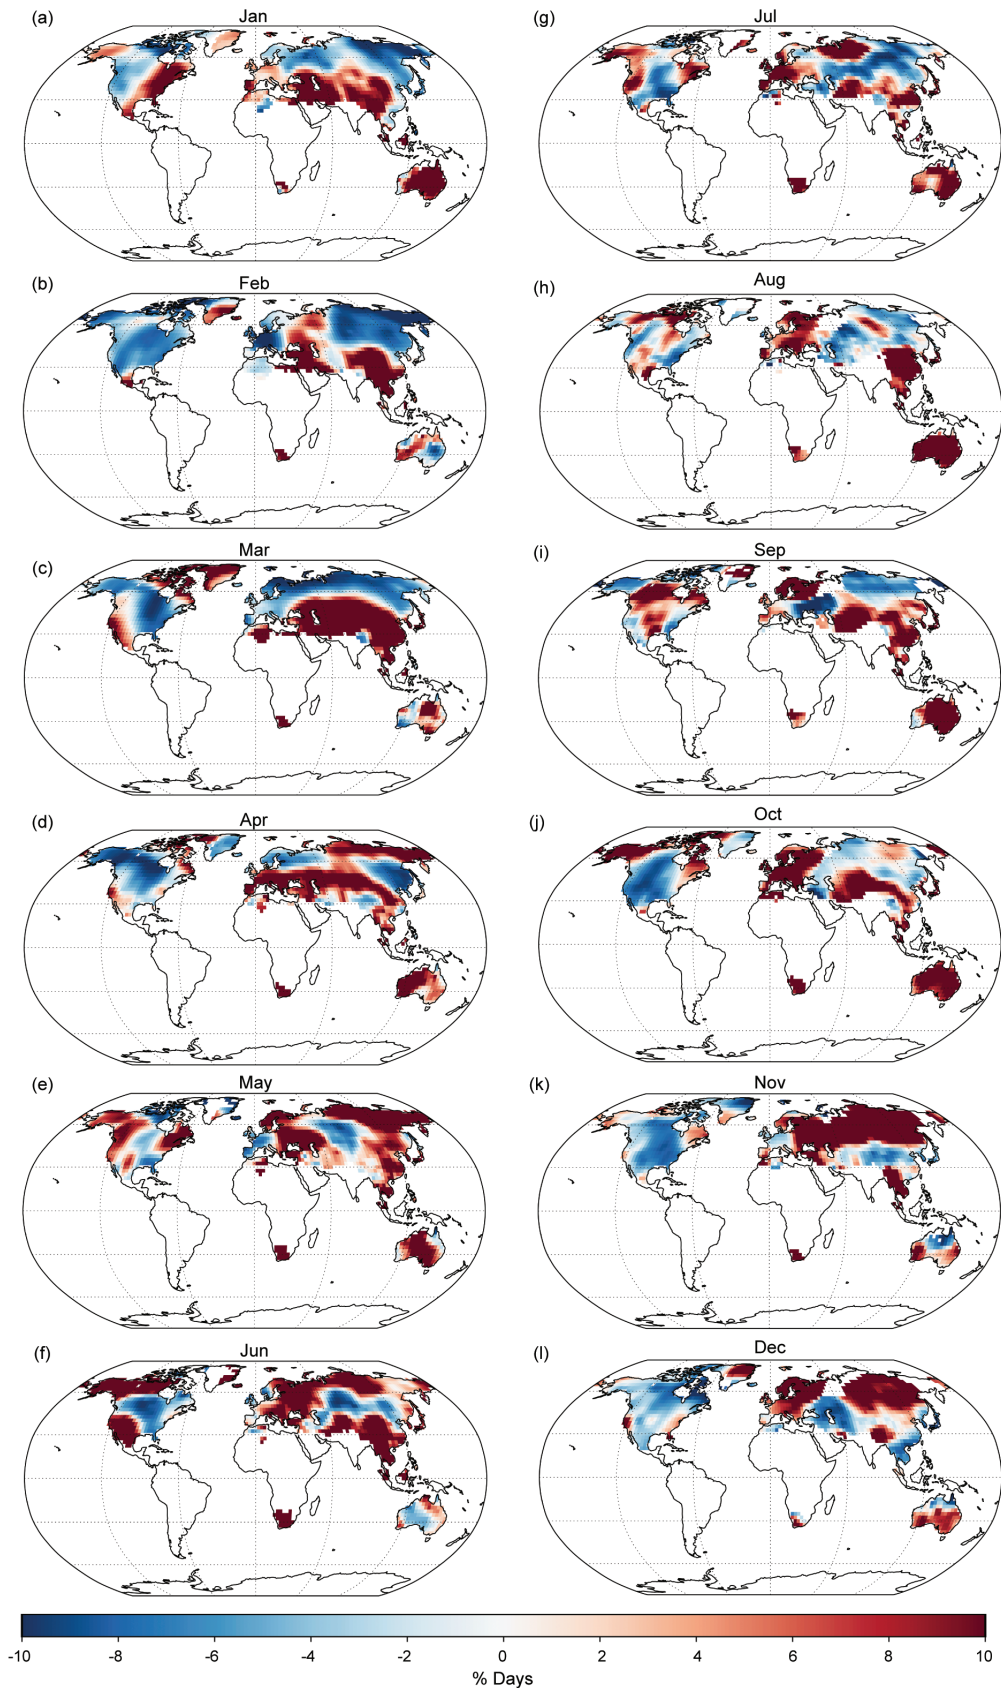 (a) Jan
(g) Jul
(b) Feb
(h) Aug
(c) Mar
(i) Sep
(d) Apr
(j) Oct
(e) May
(k) Nov
(f) Jun
(l) Dec
-10 -8 -6 -4 -2 0 2 4 6 8 10
% Days